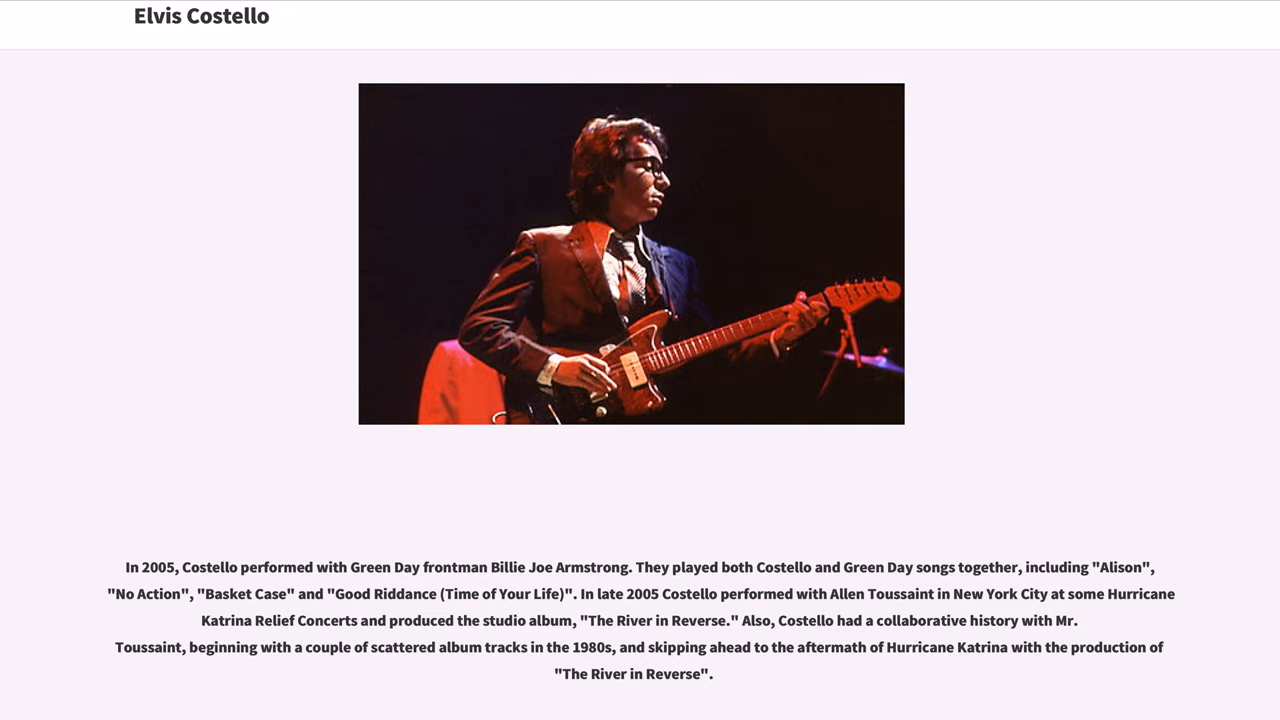 Elvis Costello
In 2005, Costello performed with Green Day frontman Billie Joe Armstrong. They played both Costello and Green Day songs together, including "Alison",
"No Action", "Basket Case" and "Good Riddance (Time of Your Life)". In late 2005 Costello performed with Allen Toussaint in New York City at some Hurricane
Katrina Relief Concerts and produced the studio album, "The River in Reverse." Also, Costello had a collaborative history with Mr.
Toussaint, beginning with a couple of scattered album tracks in the 1980s, and skipping ahead to the aftermath of Hurricane Katrina with the production of
"The River in Reverse".